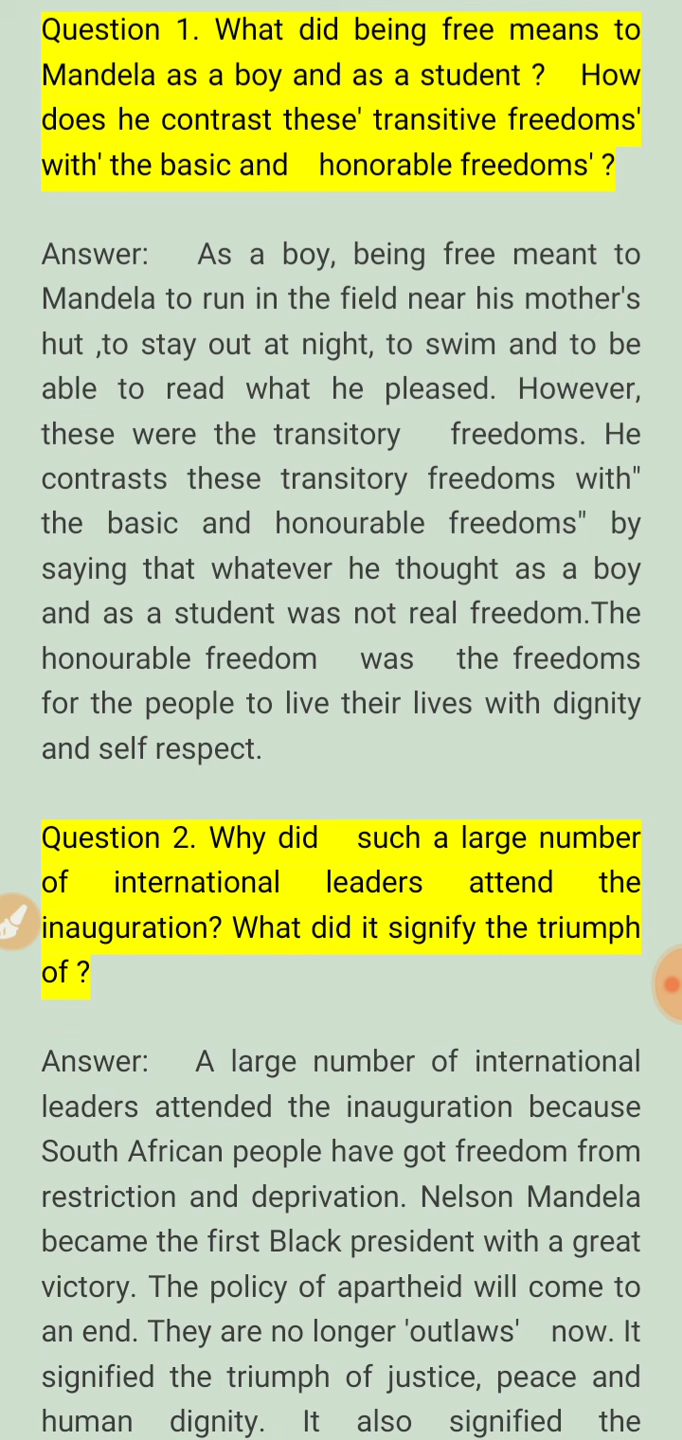 Question 1. What did being free means to
Mandela as a boy and as a student ? How
does he contrast these' transitive freedoms'
with' the basic and honorable freedoms' ?
Answer: As a boy, being free meant to
Mandela to run in the field near his mother's
hut ,to stay out at night, to swim and to be
able to read what he pleased. However,
these were the transitory freedoms. He
contrasts these transitory freedoms with"
the basic and honourable freedoms" by
saying that whatever he thought as a boy
and as a student was not real freedom.The
honourable freedom was the freedoms
for the people to live their lives with dignity
and self respect.
Question 2. Why did such a large number
of international leaders attend the
inauguration? What did it signify the triumph
of ?
Answer: A large number of international
leaders attended the inauguration because
South African people have got freedom from
restriction and deprivation. Nelson Mandela
became the first Black president with a great
victory. The policy of apartheid will come to
an end. They are no longer 'outlaws' now. It
signified the triumph of justice, peace and
human dignity. It also signified the